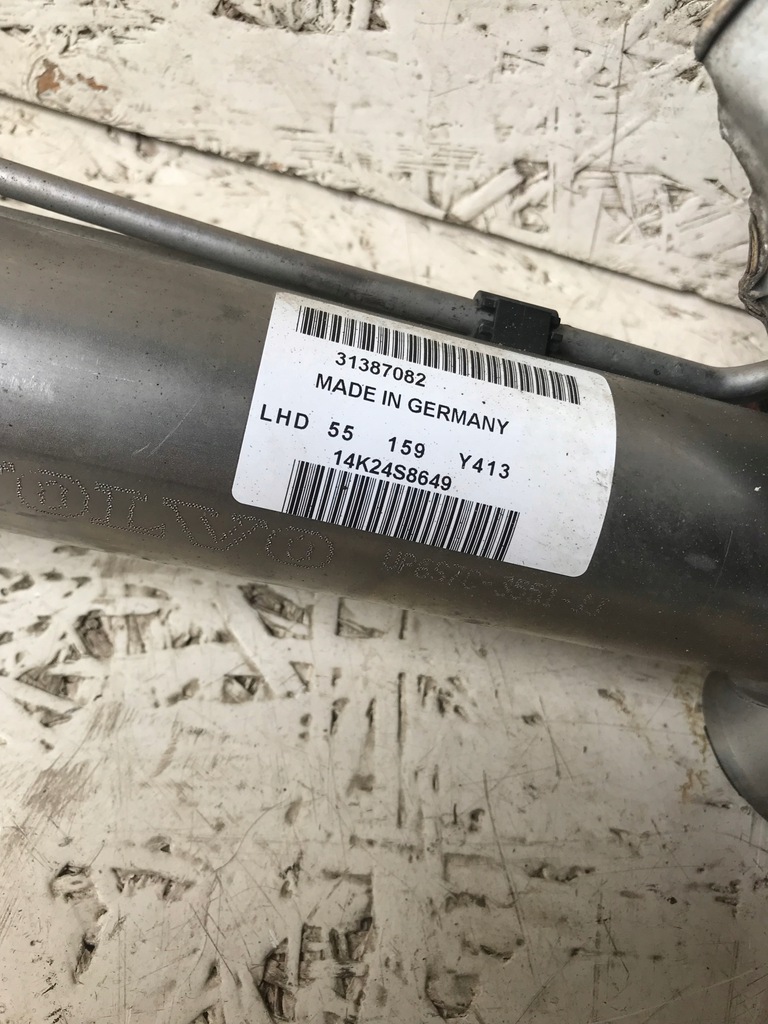 31387082
MADE IN GERMANY
LHD 55 159 Y413
14K24S8649
VOLVO